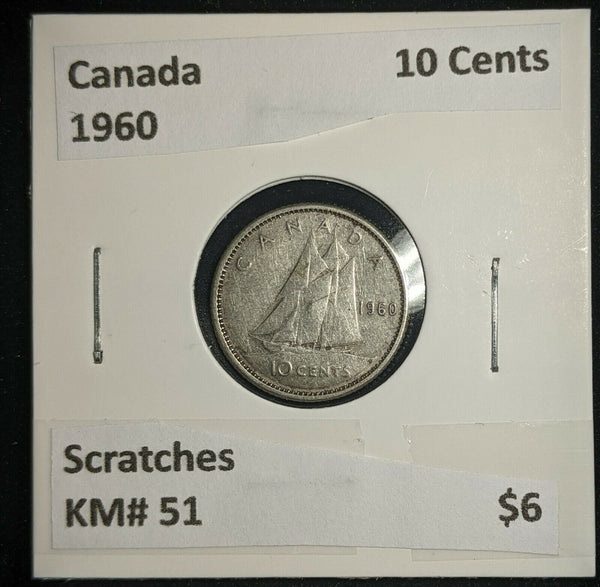 Canada 10 Cents
1960
CANADA
1960
10 CENTS
Scratches
KM# 51 $6